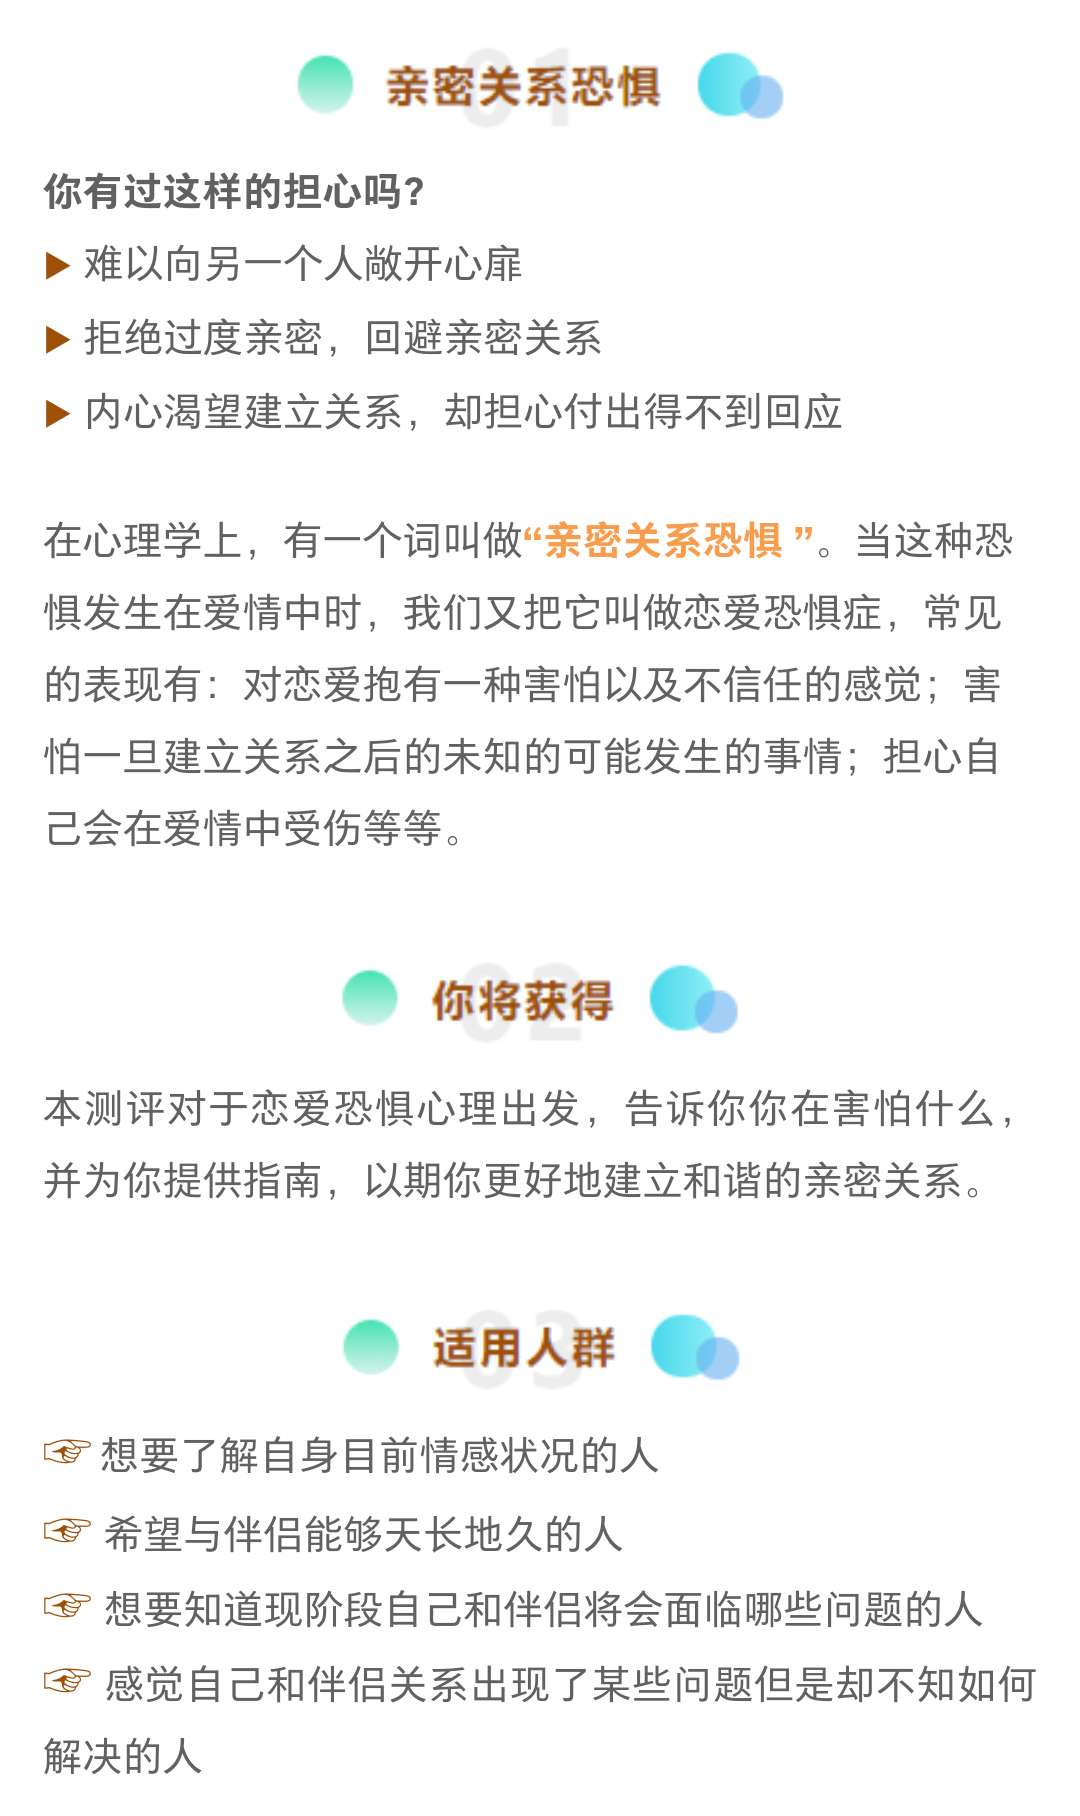 01
亲密关系恐惧
你有过这样的担心吗?
▶ 难以向另一个人敞开心扉
▶ 拒绝过度亲密，回避亲密关系
▶ 内心渴望建立关系，却担心付出得不到回应
在心理学上，有一个词叫做“亲密关系恐惧 ”。当这种恐
惧发生在爱情中时，我们又把它叫做恋爱恐惧症，常见
的表现有：对恋爱抱有一种害怕以及不信任的感觉；害
怕一旦建立关系之后的未知的可能发生的事情；担心自
己会在爱情中受伤等等。
02
你将获得
本测评对于恋爱恐惧心理出发，告诉你你在害怕什么，
并为你提供指南，以期你更好地建立和谐的亲密关系。
03
适用人群
☞ 想要了解自身目前情感状况的人
☞ 希望与伴侣能够天长地久的人
☞ 想要知道现阶段自己和伴侣将会面临哪些问题的人
☞ 感觉自己和伴侣关系出现了某些问题但是却不知如何
解决的人